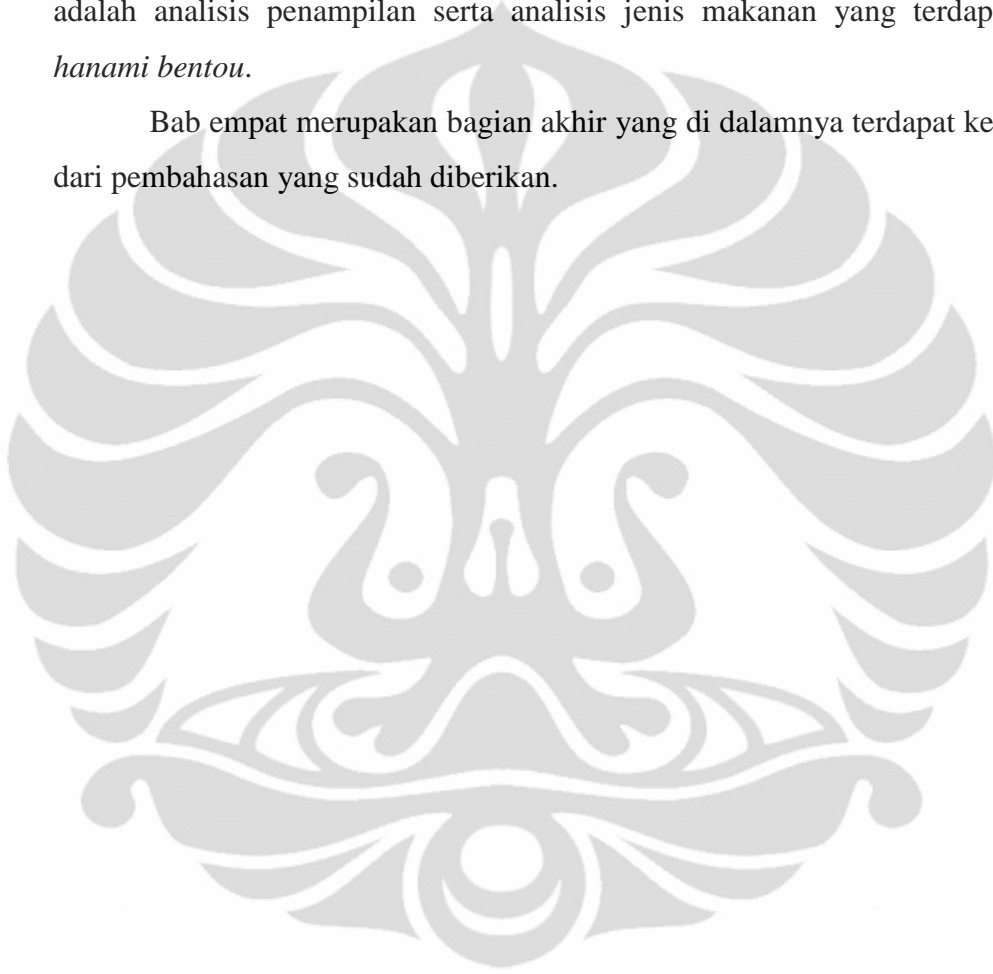 adalah analisis penampilan serta analisis jenis makanan yang terdap
hanami bentou.
Bab empat merupakan bagian akhir yang di dalamnya terdapat ke
dari pembahasan yang sudah diberikan.